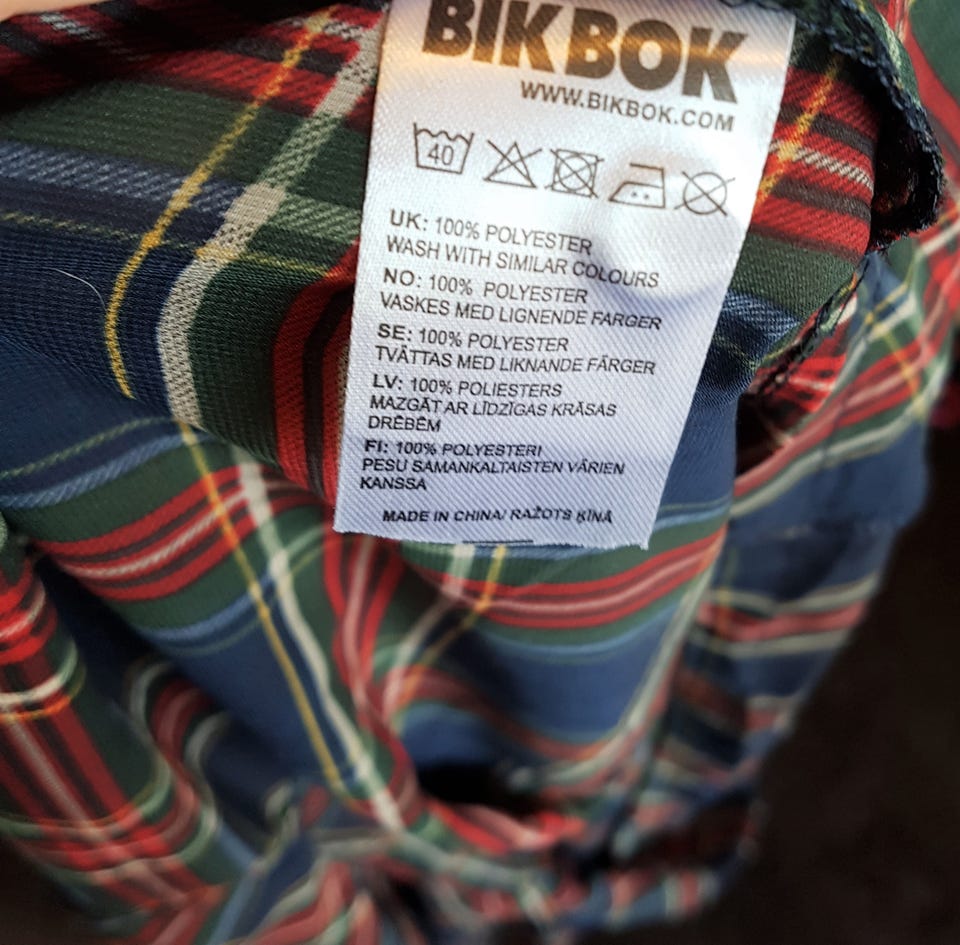 BIKBOK
WWW.BIKBOK.COM
40
UK: 100% POLYESTER
WASH WITH SIMILAR COLOURS
NO: 100% POLYESTER
VASKES MED LIGNENDE FARGER
SE: 100% POLYESTER
TVÄTTAS MED LIKNANDE FÄRGER
LV: 100% POLIESTERS
MAZGĀT AR LĪDZĪGAS KRĀSAS
DRĒBĒM
FI: 100% POLYESTERI
PESU SAMANKALTAISTEN VÄRIEN
KANSSA
MADE IN CHINA/ RAŽOTS ĶĪNĀ